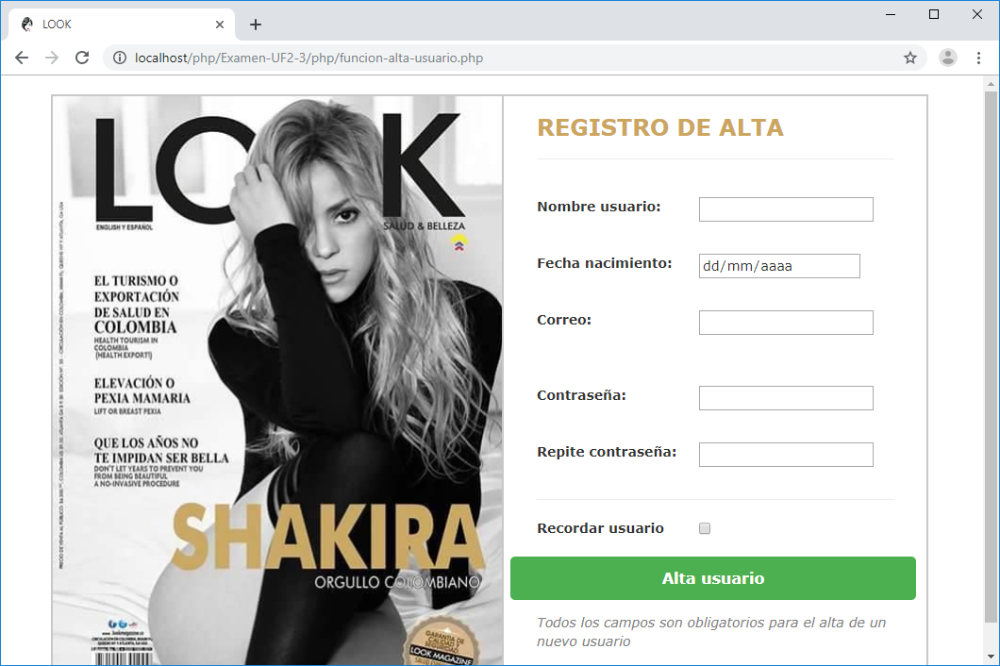 LOOK
localhost/php/Examen-UF2-3/php/funcion-alta-usuario.php
LOOK
ENGLISH Y ESPAÑOL
SALUD & BELLEZA
EL TURISMO O
EXPORTACIÓN
DE SALUD EN
COLOMBIA
HEALTH TOURISM IN
COLOMBIA
(HEALTH EXPORT!)
ELEVACIÓN O
PEXIA MAMARIA
LIFT OR BREAST PEXIA
QUE LOS AÑOS NO
TE IMPIDAN SER BELLA
DON'T LET YEARS TO PREVENT YOU
FROM BEING BEAUTIFUL
A NO-INVASIVE PROCEDURE
SHAKIRA
ORGULLO COLOMBIANO
GARANTIA DE
CALIDAD Y
SEGURIDAD
LOOK MAGAZINE
REGISTRO DE ALTA
Nombre usuario:
Fecha nacimiento:
dd/mm/aaaa
Correo:
Contraseña:
Repite contraseña:
Recordar usuario
Alta usuario
Todos los campos son obligatorios para el alta de un
nuevo usuario